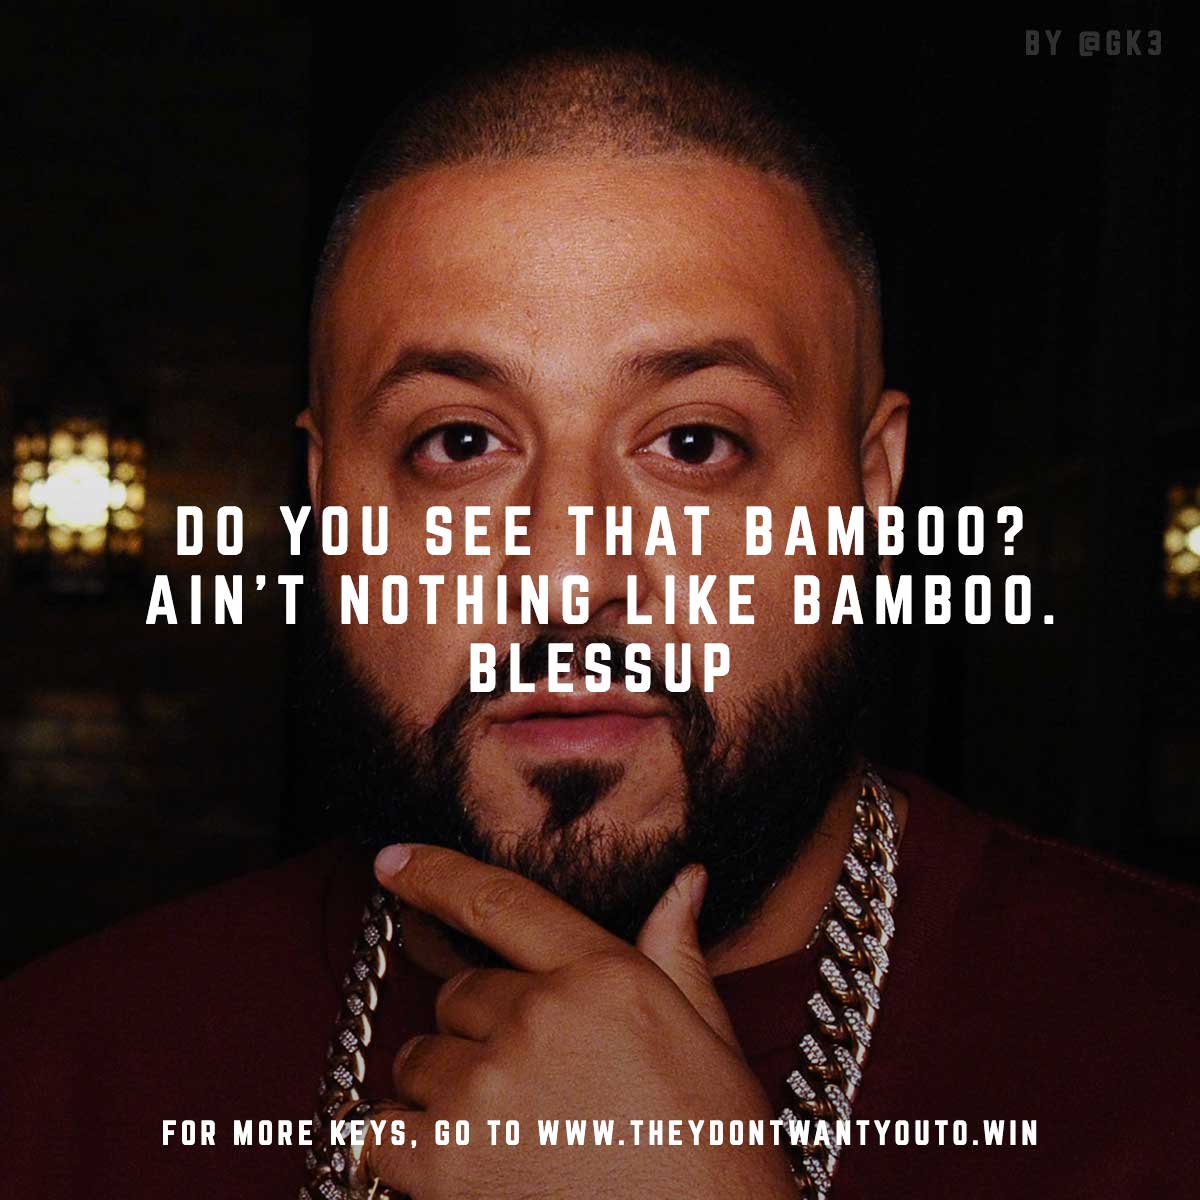 BY @GK3
DO YOU SEE THAT BAMBOO?
AIN'T NOTHING LIKE BAMBOO.
BLESSUP
FOR MORE KEYS, GO TO WWW.THEYDONTWANTYOUTO.WIN